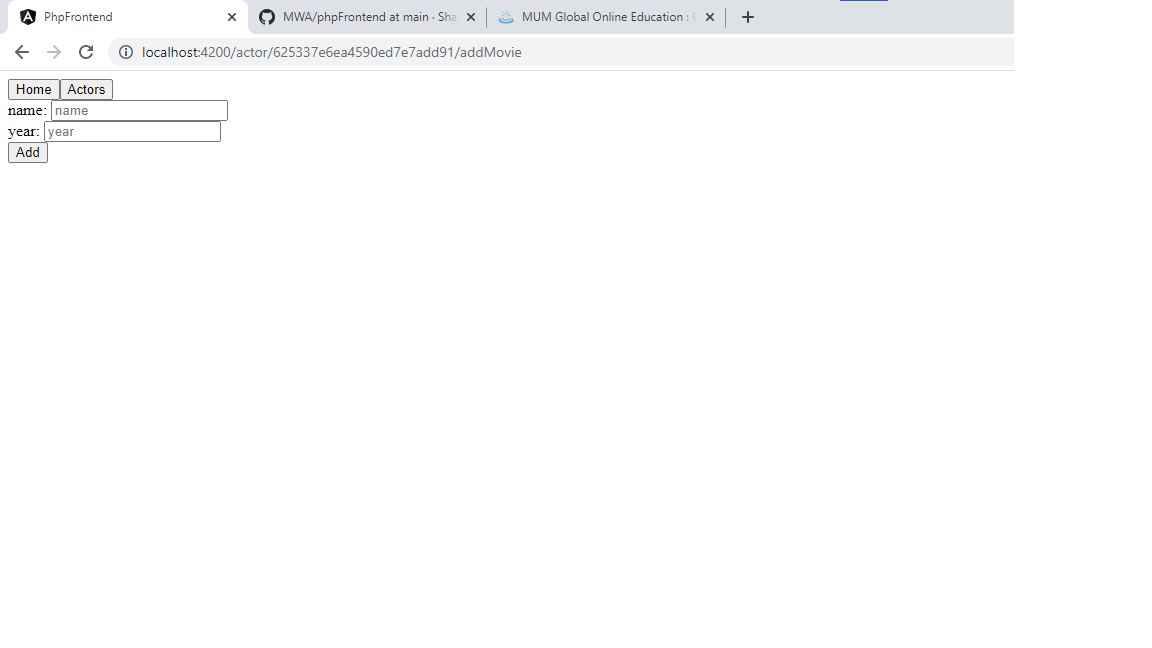 PhpFrontend
MWA/phpFrontend at main · Sha
MUM Global Online Education :
localhost:4200/actor/625337e6ea4590ed7e7add91/addMovie
Home Actors
name: name
year: year
Add